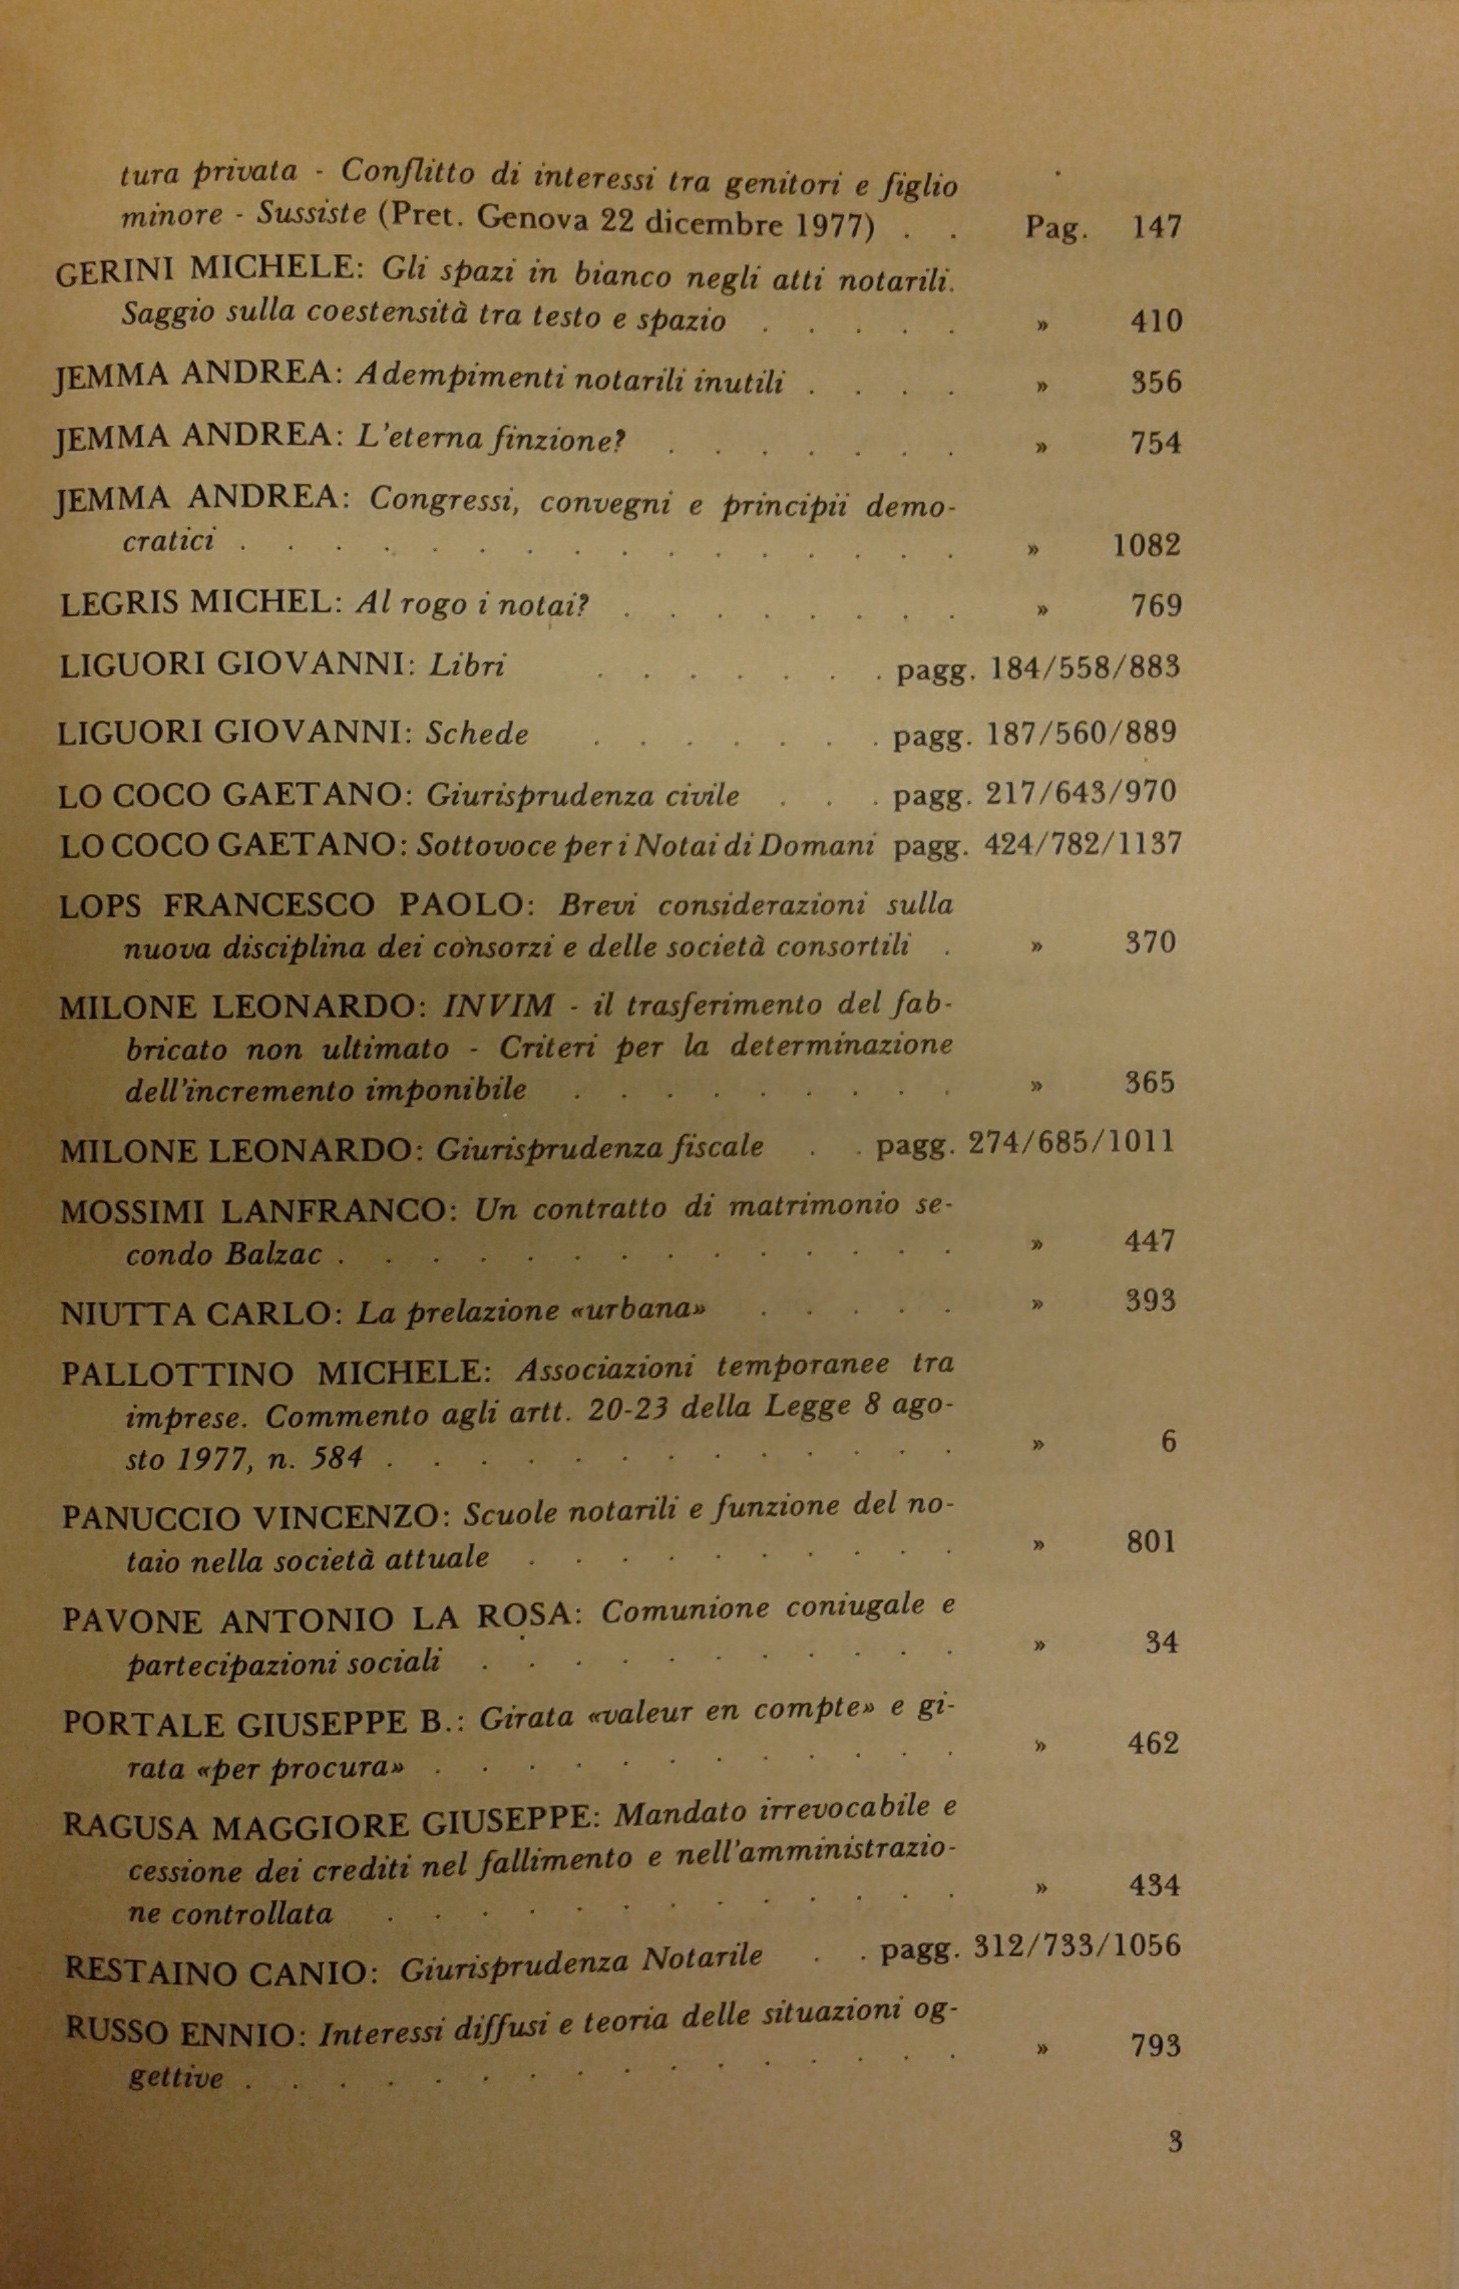 tura privata - Conflitto di interessi tra genitori e figlio
minore - Sussiste (Pret. Genova 22 dicembre 1977) . . Pag. 147
GERINI MICHELE: Gli spazi in bianco negli atti notarili.
Saggio sulla coestensità tra testo e spazio . . . . . » 410
JEMMA ANDREA: Adempimenti notarili inutili . . . . » 356
JEMMA ANDREA: L'eterna finzione? . . . . . . . » 754
JEMMA ANDREA: Congressi, convegni e principii demo-
cratici . . . . . . . . . . . . . . . . » 1082
LEGRIS MICHEL: Al rogo i notai? . . . . . . . . » 769
LIGUORI GIOVANNI: Libri . . . . . . . pagg. 184/558/883
LIGUORI GIOVANNI: Schede . . . . . . . pagg. 187/560/889
LO COCO GAETANO: Giurisprudenza civile . . . pagg. 217/643/970
LO COCO GAETANO: Sottovoce per i Notai di Domani pagg. 424/782/1137
LOPS FRANCESCO PAOLO: Brevi considerazioni sulla
nuova disciplina dei consorzi e delle società consortili . » 370
MILONE LEONARDO: INVIM - il trasferimento del fab-
bricato non ultimato - Criteri per la determinazione
dell'incremento imponibile . . . . . . . . . » 365
MILONE LEONARDO: Giurisprudenza fiscale . . pagg. 274/685/1011
MOSSIMI LANFRANCO: Un contratto di matrimonio se-
condo Balzac . . . . . . . . . . . . . . » 447
NIUTTA CARLO: La prelazione «urbana» . . . . . » 393
PALLOTTINO MICHELE: Associazioni temporanee tra
imprese. Commento agli artt. 20-23 della Legge 8 ago-
sto 1977, n. 584 . . . . . . . . . . . . . » 6
PANUCCIO VINCENZO: Scuole notarili e funzione del no-
taio nella società attuale . . . . . . . . . . » 801
PAVONE ANTONIO LA ROSA: Comunione coniugale e
partecipazioni sociali . . . . . . . . . . . » 34
PORTALE GIUSEPPE B.: Girata «valeur en compte» e gi-
rata «per procura» . . . . . . . . . . . . » 462
RAGUSA MAGGIORE GIUSEPPE: Mandato irrevocabile e
cessione dei crediti nel fallimento e nell'amministrazio-
ne controllata . . . . . . . . . . . . . » 434
RESTAINO CANIO: Giurisprudenza Notarile . . pagg. 312/733/1056
RUSSO ENNIO: Interessi diffusi e teoria delle situazioni og-
gettive . . . . . . . . . . . . . . . . » 793
3